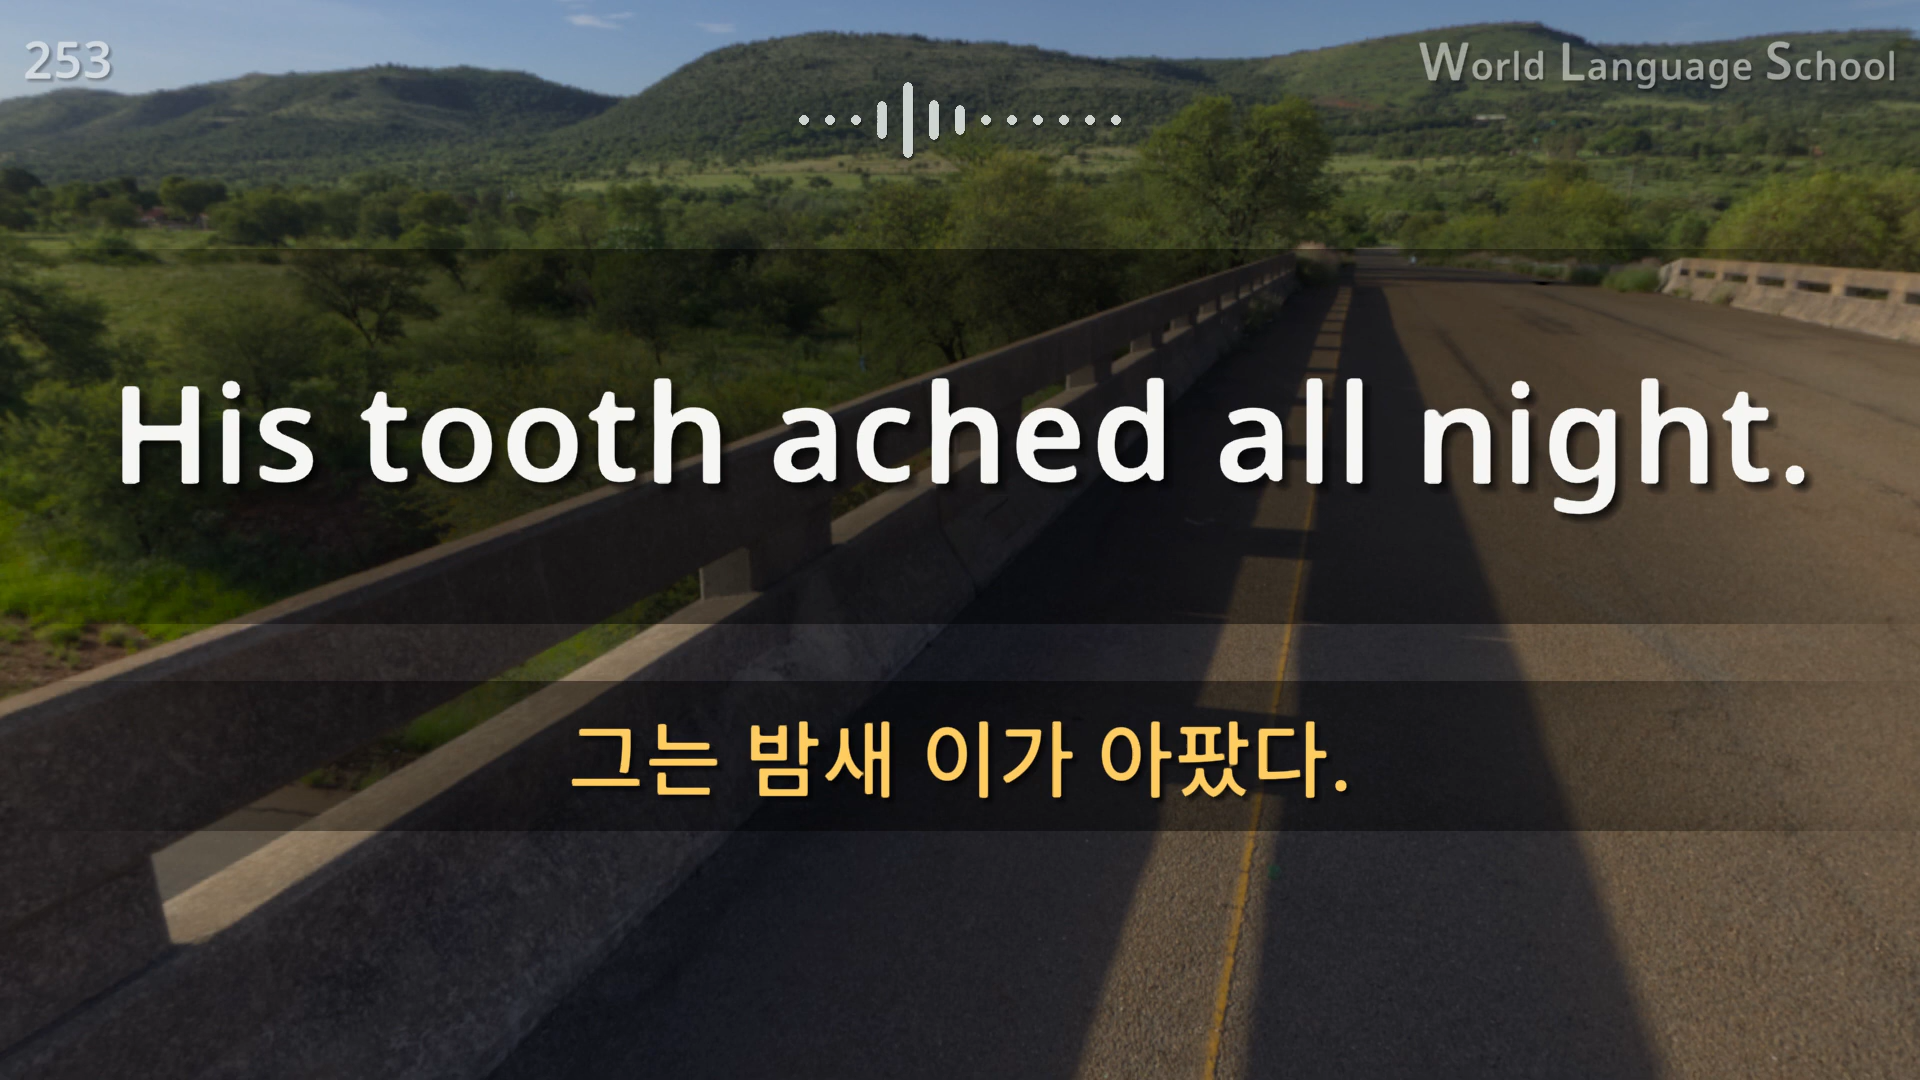 253
World Language School
His tooth ached all night.
그는 밤새 이가 아팠다.